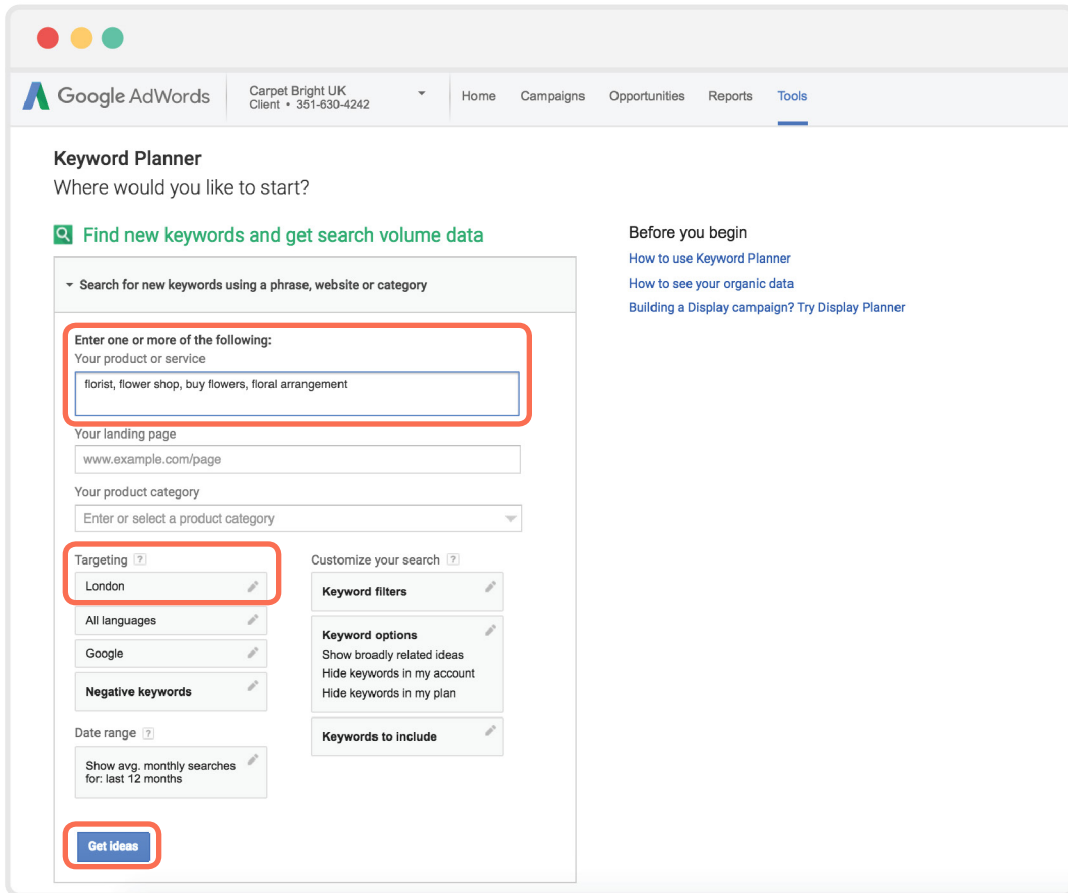 Google AdWords
Carpet Bright UK
Client • 351-630-4242
Home
Campaigns
Opportunities
Reports
Tools
Keyword Planner
Where would you like to start?
Find new keywords and get search volume data
Search for new keywords using a phrase, website or category
Enter one or more of the following:
Your product or service
florist, flower shop, buy flowers, floral arrangement
Your landing page
www.example.com/page
Your product category
Enter or select a product category
Targeting ?
London
All languages
Google
Negative keywords
Date range ?
Show avg. monthly searches
for: last 12 months
Customize your search ?
Keyword filters
Keyword options
Show broadly related ideas
Hide keywords in my account
Hide keywords in my plan
Keywords to include
Get ideas
Before you begin
How to use Keyword Planner
How to see your organic data
Building a Display campaign? Try Display Planner